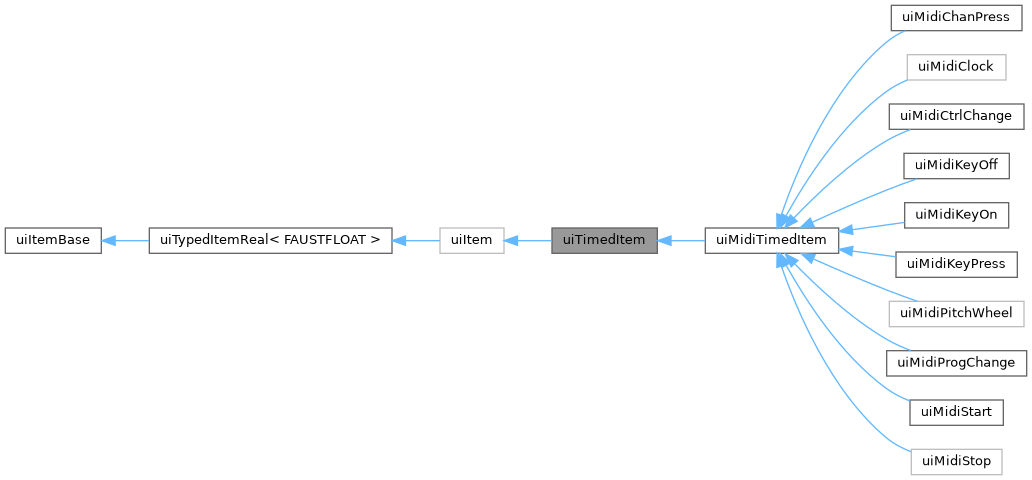 uiMidiChanPress
uiMidiClock
uiMidiCtrlChange
uiMidiKeyOff
uiMidiKeyOn
uiItemBase
uiTypedItemReal< FAUSTFLOAT >
uiItem
uiTimedItem
uiMidiTimedItem
uiMidiKeyPress
uiMidiPitchWheel
uiMidiProgChange
uiMidiStart
uiMidiStop